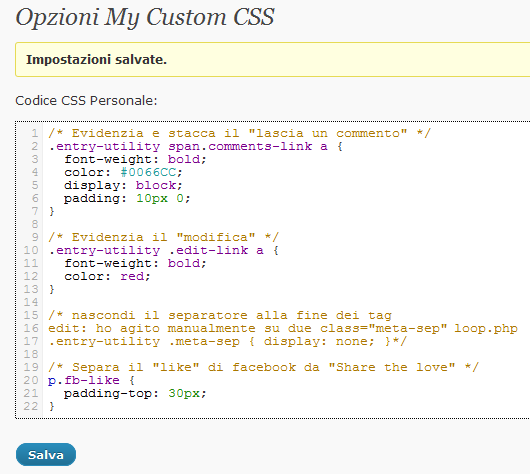 Opzioni My Custom CSS
Impostazioni salvate.
Codice CSS Personale:
1 /* Evidenzia e stacca il "lascia un commento" */
2 .entry-utility span.comments-link a {
3   font-weight: bold;
4   color: #0066CC;
5   display: block;
6   padding: 10px 0;
7 }
8
9 /* Evidenzia il "modifica" */
10 .entry-utility .edit-link a {
11   font-weight: bold;
12   color: red;
13 }
14
15 /* nascondi il separatore alla fine dei tag
16 edit: ho agito manualmente su due class="meta-sep" loop.php
17 .entry-utility .meta-sep { display: none; }*/
18
19 /* Separa il "like" di facebook da "Share the love" */
20 p.fb-like {
21   padding-top: 30px;
22 }
Salva